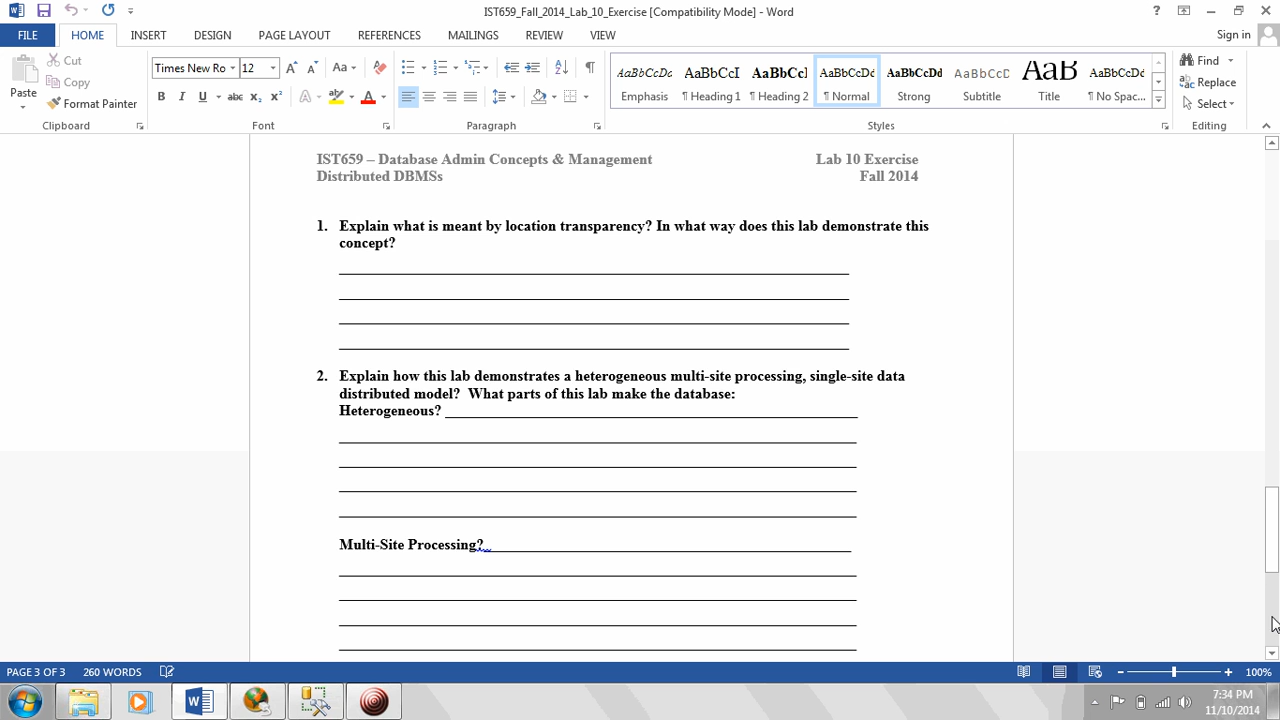 IST659_Fall_2014_Lab_10_Exercise [Compatibility Mode] - Word
?
FILE HOME INSERT DESIGN PAGE LAYOUT REFERENCES MAILINGS REVIEW VIEW Sign in
Paste
Cut
Copy
Format Painter
Times New Ro 12
Aa
B I U abc x₂ x² A A
AaBbCcDc AaBbCcI AaBbCcI AaBbCcDd AaBbCcDd AaBbCcD AaB AaBbCcDd
Emphasis ¶ Heading 1 ¶ Heading 2 ¶ Normal Strong Subtitle Title ¶ No Spac...
Find
Replace
Select
Clipboard Font Paragraph Styles Editing
IST659 – Database Admin Concepts & Management Lab 10 Exercise
Distributed DBMSs Fall 2014
1. Explain what is meant by location transparency? In what way does this lab demonstrate this
concept?
2. Explain how this lab demonstrates a heterogeneous multi-site processing, single-site data
distributed model? What parts of this lab make the database:
Heterogeneous?
Multi-Site Processing?
PAGE 3 OF 3 260 WORDS 100%
7:34 PM
11/10/2014